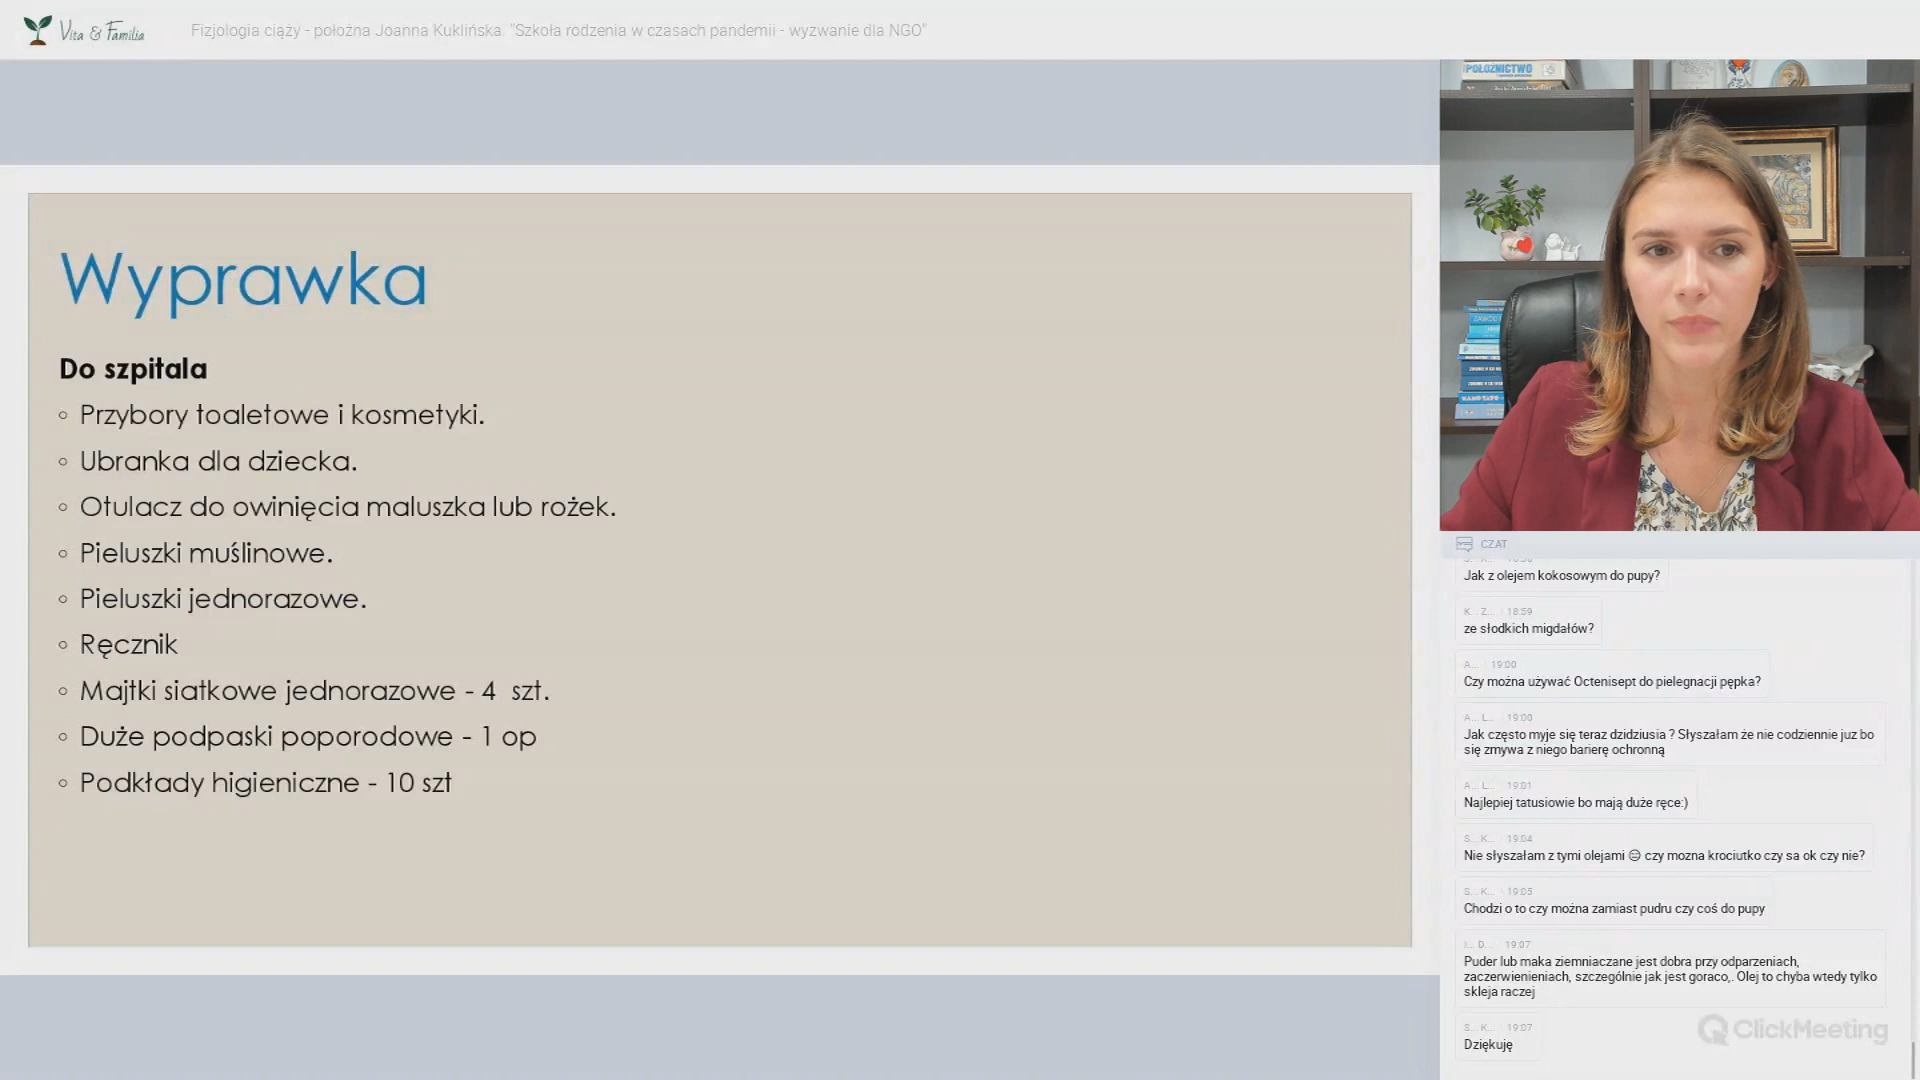 Vita & Familia
Fizjologia ciąży - położna Joanna Kuklińska. "Szkoła rodzenia w czasach pandemii - wyzwanie dla NGO"
POŁOŻNICTWO
Wyprawka
Do szpitala
◦ Przybory toaletowe i kosmetyki.
◦ Ubranka dla dziecka.
◦ Otulacz do owinięcia maluszka lub rożek.
◦ Pieluszki muślinowe.
◦ Pieluszki jednorazowe.
◦ Ręcznik
◦ Majtki siatkowe jednorazowe - 4 szt.
◦ Duże podpaski poporodowe - 1 op
◦ Podkłady higieniczne - 10 szt
CZAT
Jak z olejem kokosowym do pupy?
K... Z... 18:59
ze słodkich migdałów?
A... 19:00
Czy można używać Octenisept do pielegnacji pępka?
A... L... 19:00
Jak często myje się teraz dzidziusia ? Słyszałam że nie codziennie juz bo
się zmywa z niego barierę ochronną
A... L... 19:01
Najlepiej tatusiowie bo mają duże ręce:)
S... K... 19:04
Nie słyszałam z tymi olejami 😑 czy mozna krociutko czy sa ok czy nie?
S... K... 19:05
Chodzi o to czy można zamiast pudru czy coś do pupy
I... D... 19:07
Puder lub maka ziemniaczane jest dobra przy odparzeniach,
zaczerwienieniach, szczególnie jak jest goraco,. Olej to chyba wtedy tylko
skleja raczej
S... K... 19:07
Dziękuję
ClickMeeting